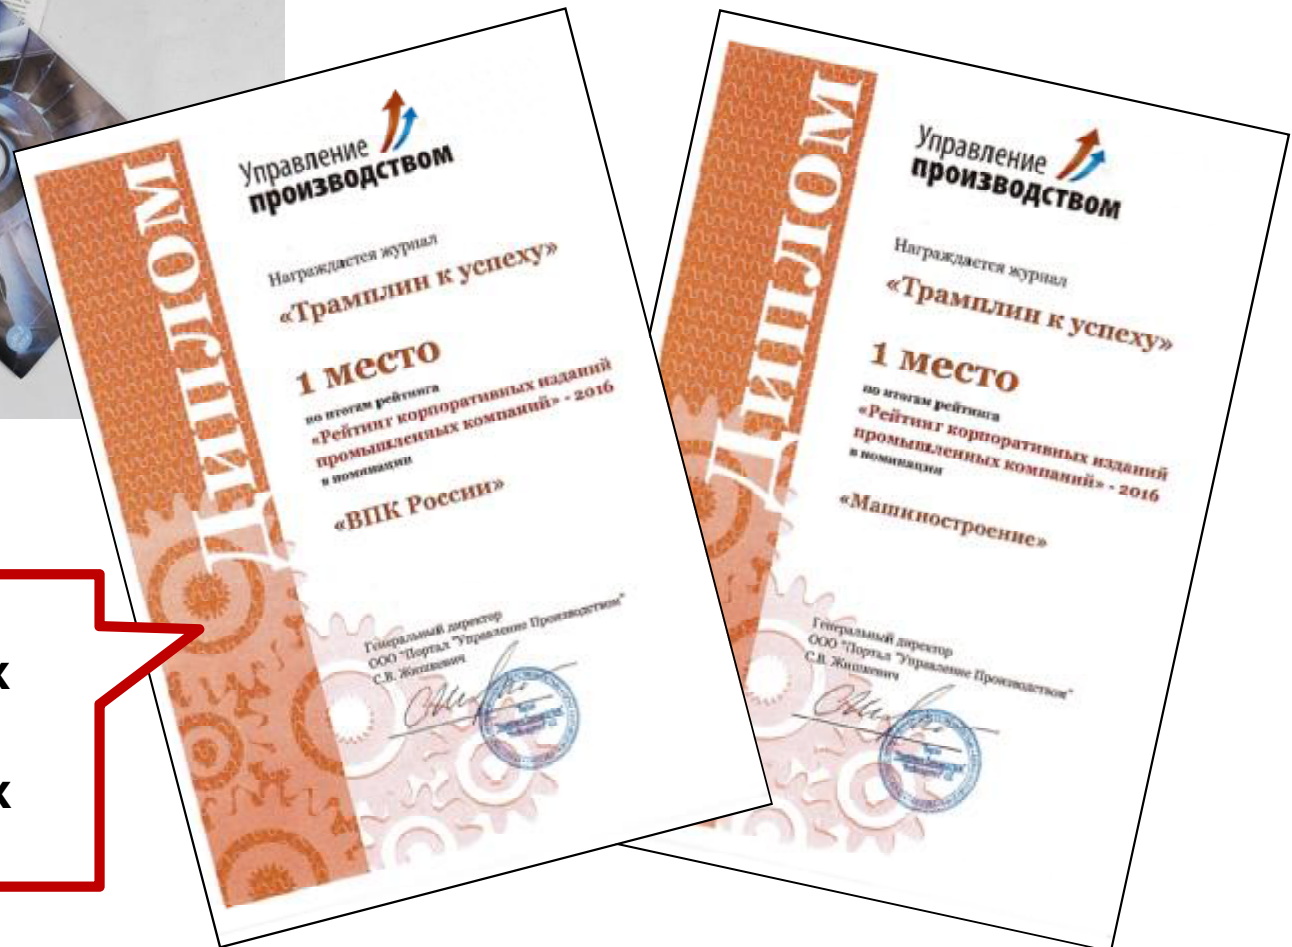 ДИПЛОМ
Управление
производством
Награждается журнал
«Трамплин к успеху»
1 место
по итогам рейтинга
«Рейтинг корпоративных изданий
промышленных компаний» - 2016
в номинации
«ВПК России»
Генеральный директор
ООО "Портал "Управление Производством"
С.В. Жишкевич
ДИПЛОМ
Управление
производством
Награждается журнал
«Трамплин к успеху»
1 место
по итогам рейтинга
«Рейтинг корпоративных изданий
промышленных компаний» - 2016
в номинации
«Машиностроение»
Генеральный директор
ООО "Портал "Управление Производством"
С.В. Жишкевич
х
х